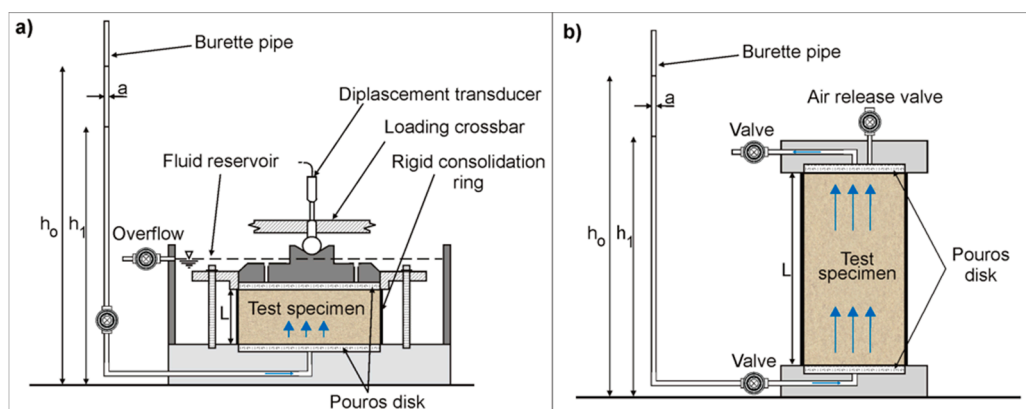 a)
Burette pipe
a
Diplascement transducer
Loading crossbar
Fluid reservoir
Rigid consolidation
ring
h₀
h₁
Overflow
L
Test specimen
Pouros disk
b)
Burette pipe
a
Air release valve
Valve
h₀
h₁
L
Test
specimen
Pouros
disk
Valve